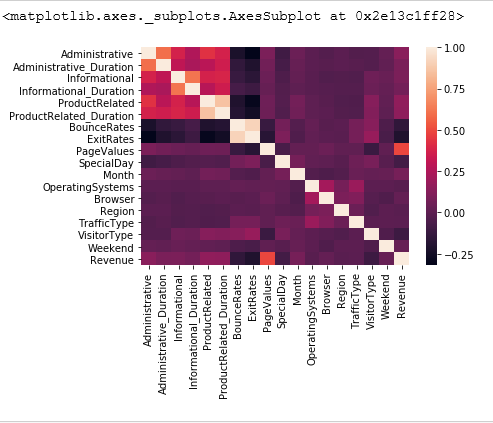 <matplotlib.axes._subplots.AxesSubplot at 0x2e13c1ff28>
Administrative
Administrative_Duration
Informational
Informational_Duration
ProductRelated
ProductRelated_Duration
BounceRates
ExitRates
PageValues
SpecialDay
Month
OperatingSystems
Browser
Region
TrafficType
VisitorType
Weekend
Revenue
1.00
0.75
0.50
0.25
0.00
−0.25
Administrative
Administrative_Duration
Informational
Informational_Duration
ProductRelated
ProductRelated_Duration
BounceRates
ExitRates
PageValues
SpecialDay
Month
OperatingSystems
Browser
Region
TrafficType
VisitorType
Weekend
Revenue